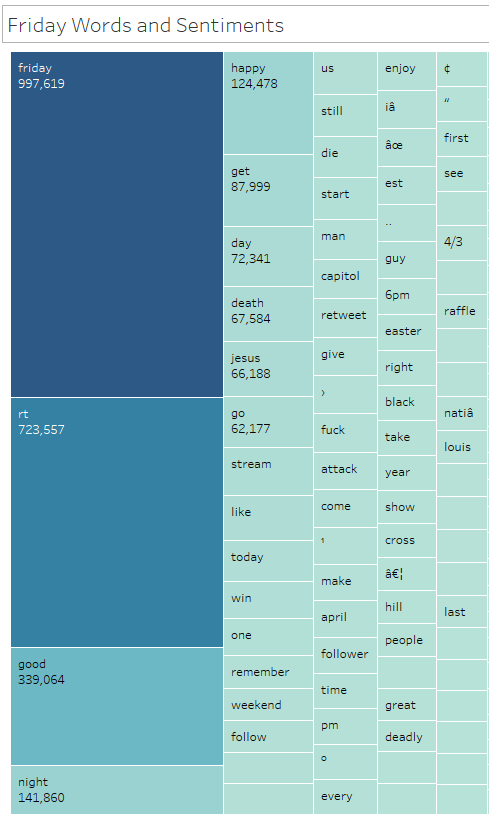 Friday Words and Sentiments
friday
997,619
rt
723,557
good
339,064
night
141,860
happy
124,478
get
87,999
day
72,341
death
67,584
jesus
66,188
go
62,177
stream
like
today
win
one
remember
weekend
follow
us
still
die
start
man
capitol
retweet
give
›
fuck
attack
come
¹
make
april
follower
time
pm
º
every
enjoy
iâ
âœ
est
..
guy
6pm
easter
right
black
take
year
show
cross
â€¦
hill
people
great
deadly
¢
“
first
see
4/3
raffle
natiâ
louis
last